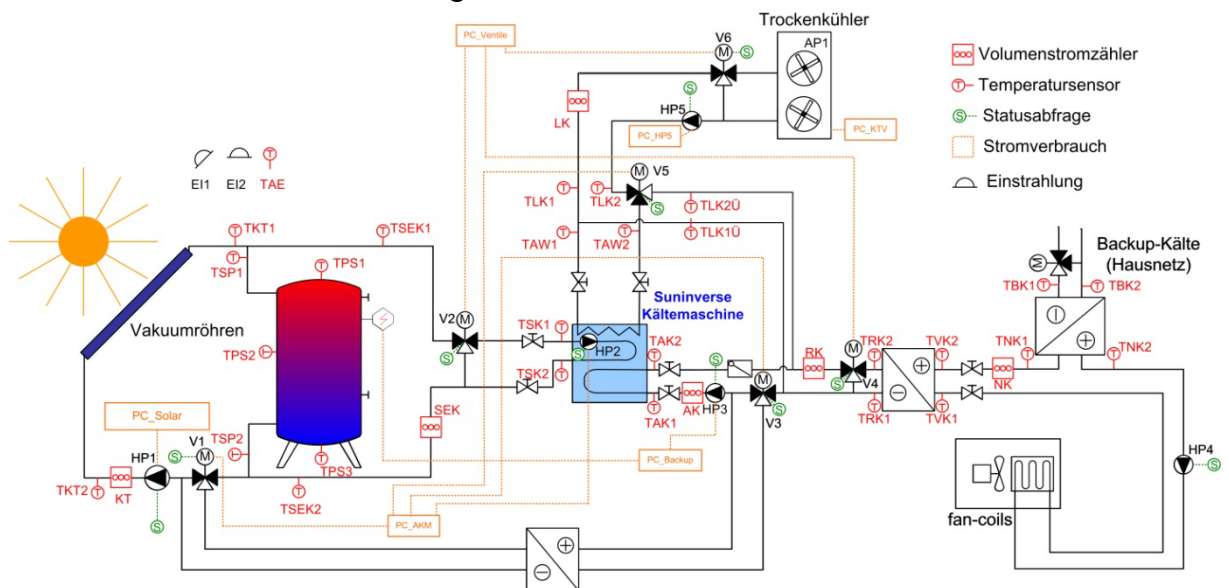 PC_Ventile
V6
M
S
Trockenkühler
AP1
Volumenstromzähler
T
Temperatursensor
S
Statusabfrage
Stromverbrauch
Einstrahlung
LK
S
HP5
PC_HP5
PC_KTV
T
EI1
EI2
TAE
M
V5
S
T
TLK1
T
TLK2
T
TLK2Ü
T
TLK1Ü
T
TAW1
T
TAW2
T
TKT1
T
TSP1
T
TSEK1
Backup-Kälte
(Hausnetz)
M
T
TBK1
T
TBK2
T
TPS1
Vakuumröhren
T
TPS2
V2
M
S
TSK1
T
Suninverse
Kältemaschine
HP2
S
TSK2
T
T
TAK2
S
RK
M
V4
S
T
TRK2
T
TVK2
TNK1
T
NK
T
TNK2
T
TAK1
AK
HP3
M
V3
S
T
TRK1
T
TVK1
PC_Solar
SEK
TSP2
T
V1
M
S
HP1
S
T
TPS3
PC_Backup
HP4
S
TKT2
T
KT
T
TSEK2
PC_AKM
fan-coils